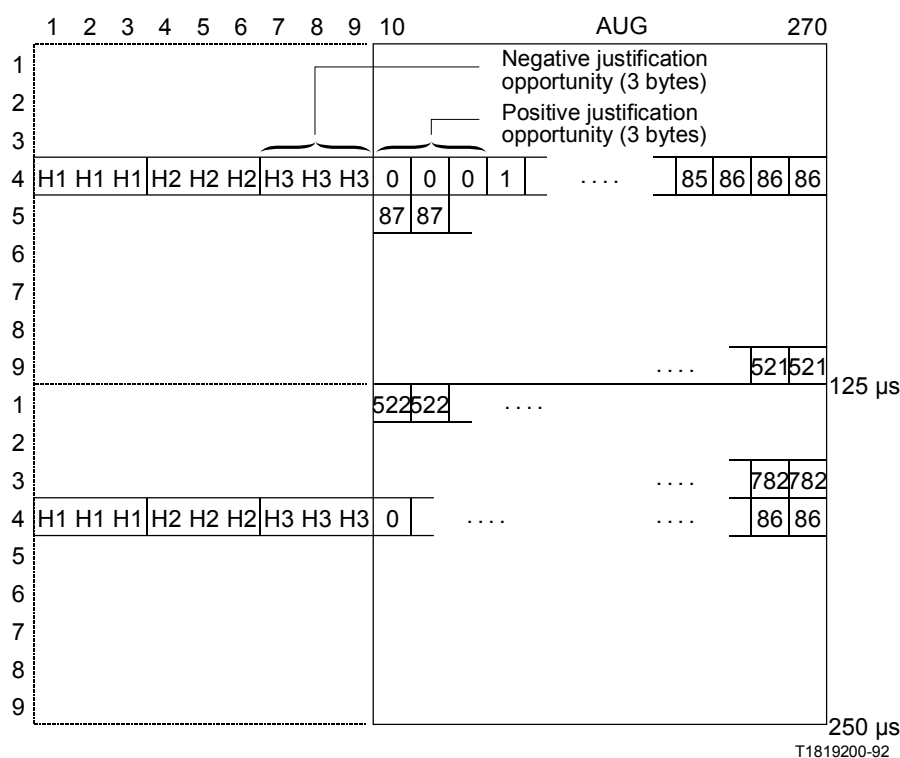 1 2 3 4 5 6 7 8 9 10 AUG 270
1 Negative justification
opportunity (3 bytes)
2 Positive justification
3 opportunity (3 bytes)
4 H1 H1 H1 H2 H2 H2 H3 H3 H3 0 0 0 1 . . . . 85 86 86 86
5 87 87
6
7
8
9 . . . . 521 521
125 µs
1 522 522 . . . .
2
3 . . . . 782 782
4 H1 H1 H1 H2 H2 H2 H3 H3 H3 0 . . . . . . . . 86 86
5
6
7
8
9
250 µs
T1819200-92